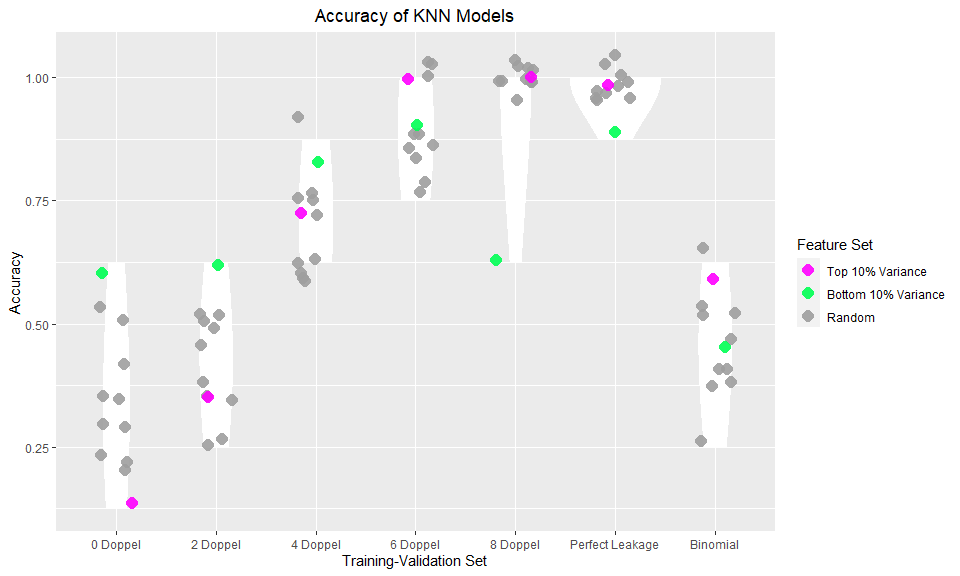 Accuracy of KNN Models
Accuracy
1.00
0.75
0.50
0.25
0 Doppel
2 Doppel
4 Doppel
6 Doppel
8 Doppel
Perfect Leakage
Binomial
Training-Validation Set
Feature Set
Top 10% Variance
Bottom 10% Variance
Random